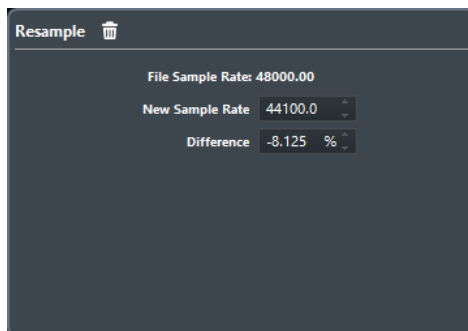 Resample
File Sample Rate: 48000.00
New Sample Rate 44100.0
Difference -8.125 %